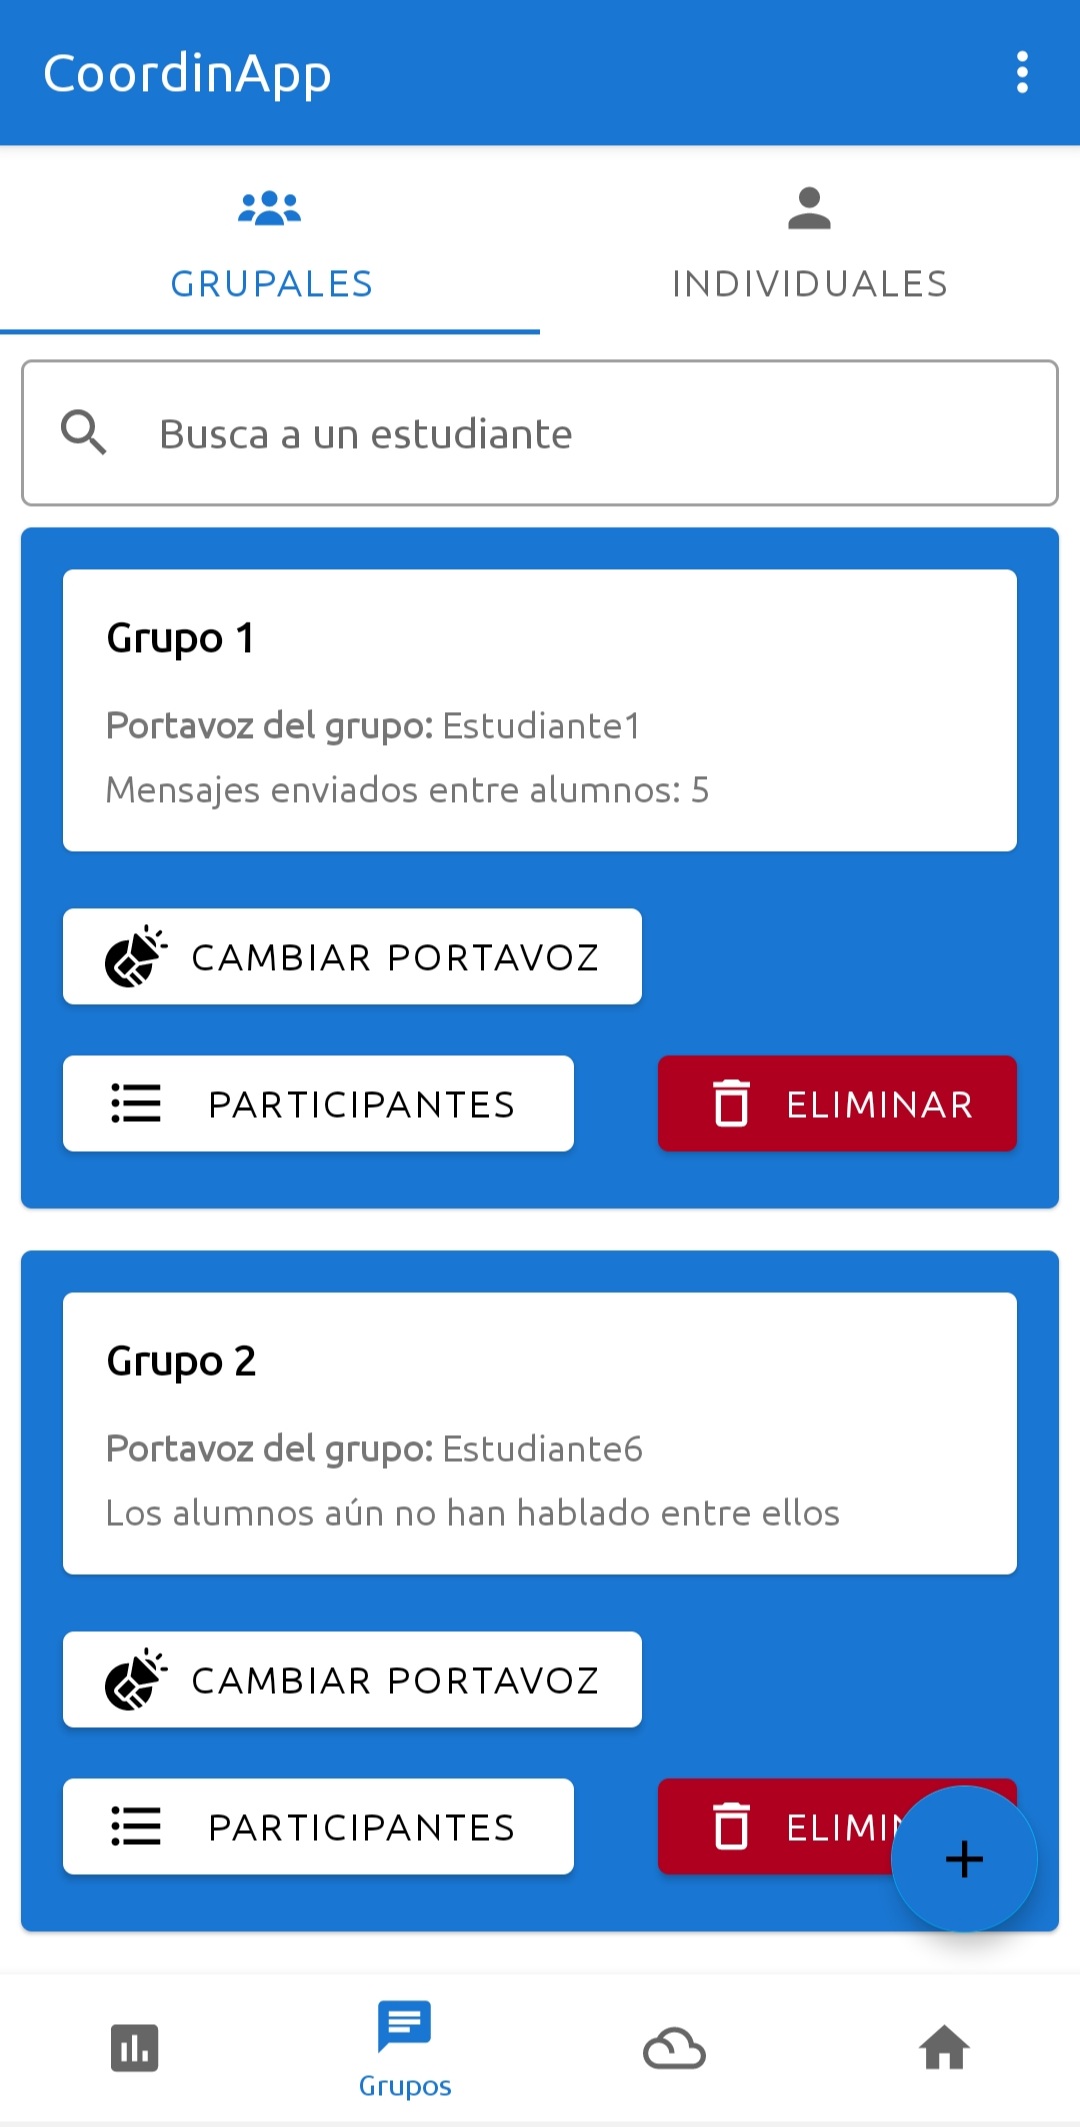 CoordinApp
GRUPALES
INDIVIDUALES
Busca a un estudiante
Grupo 1
Portavoz del grupo: Estudiante1
Mensajes enviados entre alumnos: 5
CAMBIAR PORTAVOZ
PARTICIPANTES
ELIMINAR
Grupo 2
Portavoz del grupo: Estudiante6
Los alumnos aún no han hablado entre ellos
CAMBIAR PORTAVOZ
PARTICIPANTES
Grupos